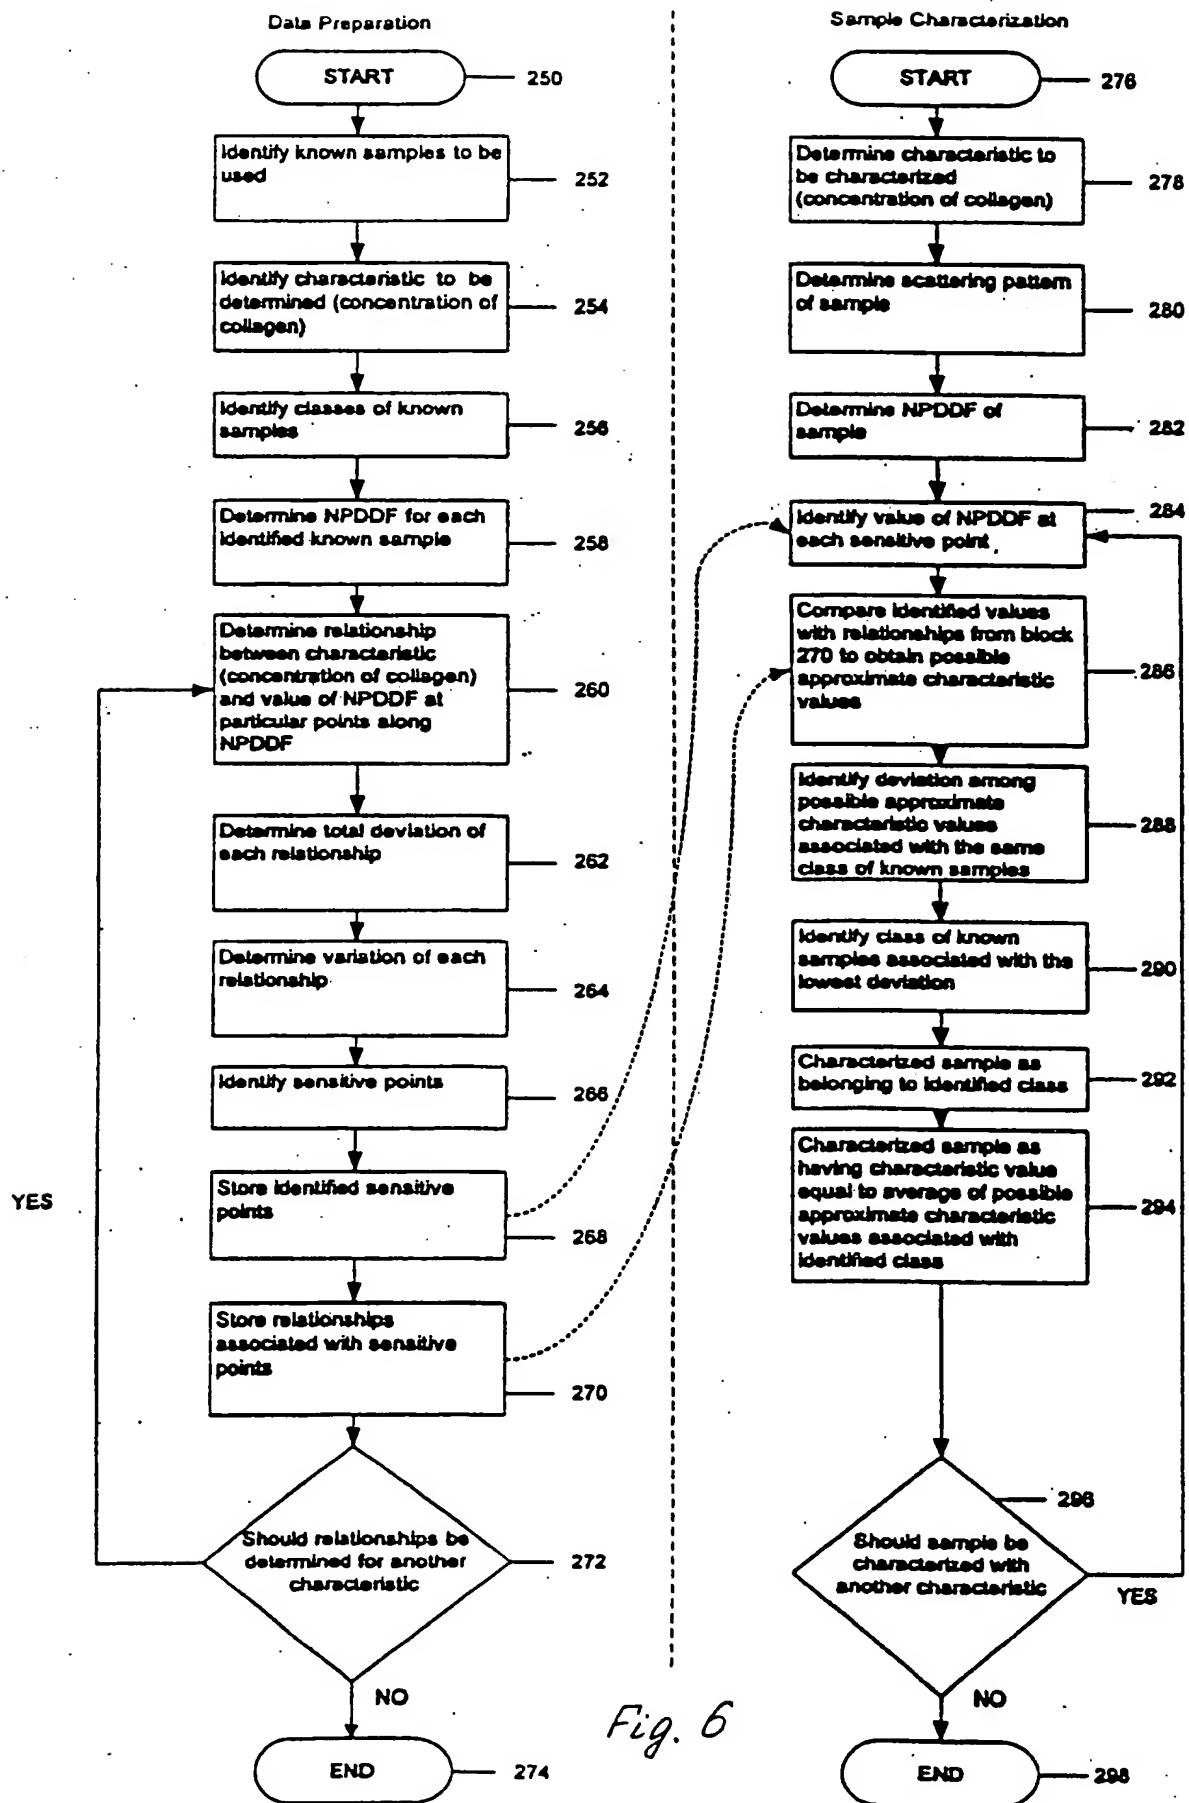 Data Preparation
START
250
Identify known samples to be
used
252
Identify characteristic to be
determined (concentration of
collagen)
254
Identify classes of known
samples
256
Determine NPDDF for each
identified known sample
258
Determine relationship
between characteristic
(concentration of collagen)
and value of NPDDF at
particular points along
NPDDF
260
Determine total deviation of
each relationship
262
Determine variation of each
relationship
264
Identify sensitive points
266
Store identified sensitive
points
268
Store relationships
associated with sensitive
points
270
YES
Should relationships be
determined for another
characteristic
272
NO
END
274
Sample Characterization
START
276
Determine characteristic to
be characterized
(concentration of collagen)
278
Determine scattering pattern
of sample
280
Determine NPDDF of
sample
282
Identify value of NPDDF at
each sensitive point
284
Compare identified values
with relationships from block
270 to obtain possible
approximate characteristic
values
286
Identify deviation among
possible approximate
characteristic values
associated with the same
class of known samples
288
Identify class of known
samples associated with the
lowest deviation
290
Characterized sample as
belonging to identified class
292
Characterized sample as
having characteristic value
equal to average of possible
approximate characteristic
values associated with
identified class
294
Should sample be
characterized with
another characteristic
296
YES
NO
END
298
Fig. 6